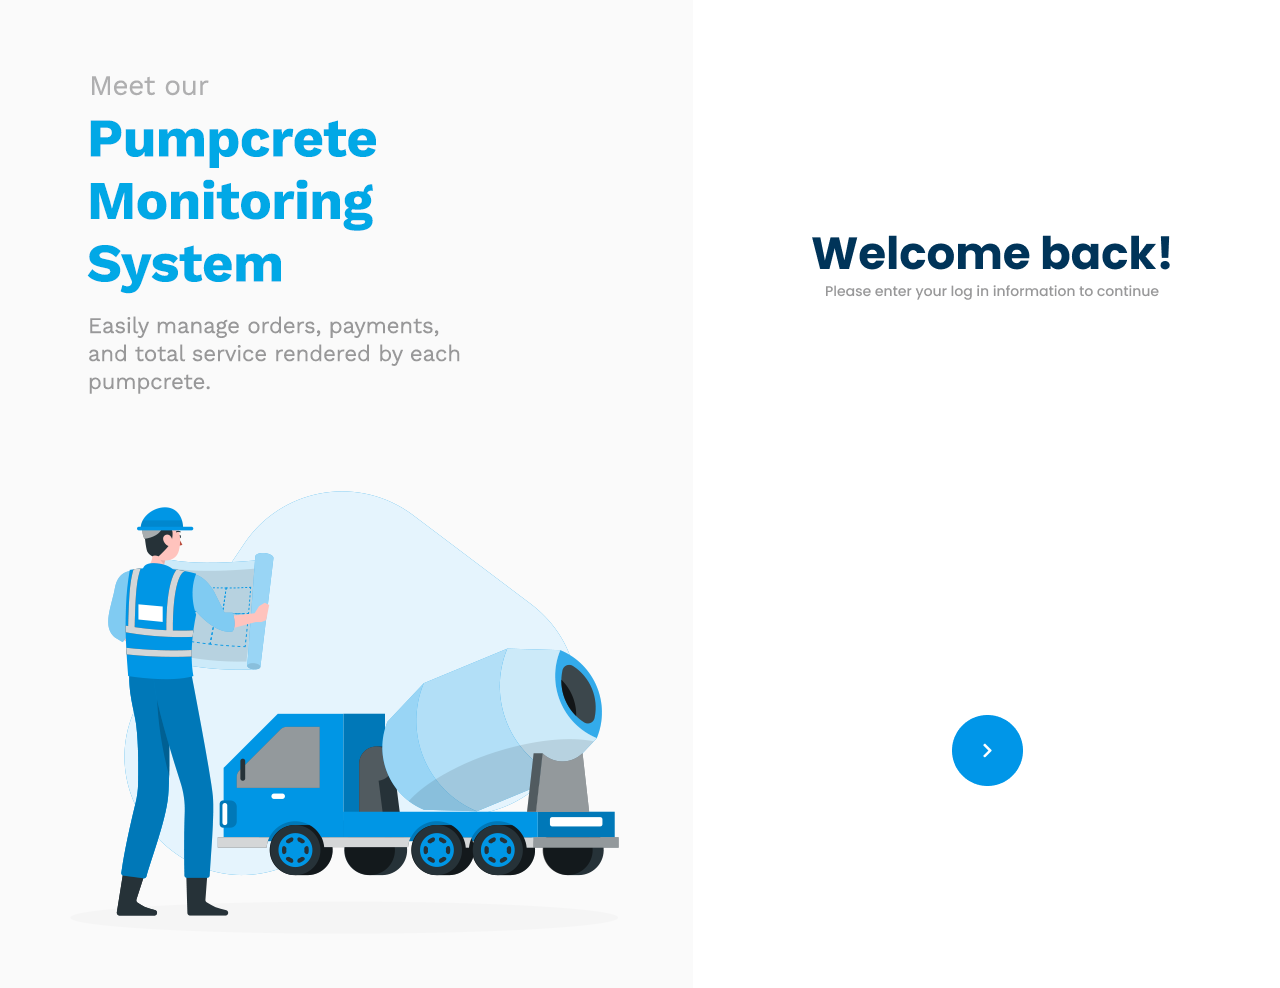 Meet our
Pumpcrete
Monitoring
System
Easily manage orders, payments,
and total service rendered by each
pumpcrete.
Welcome back!
Please enter your log in information to continue